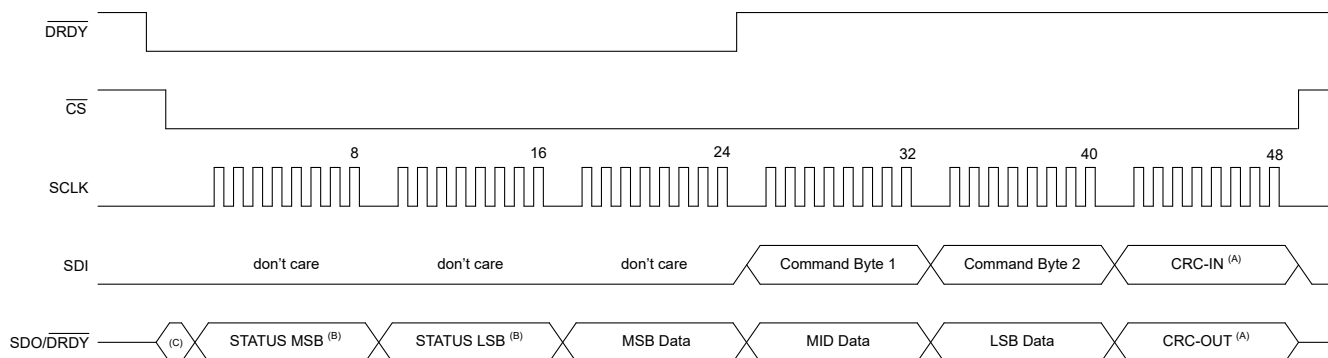 DRDY
CS
8 16 24 32 40 48
SCLK
SDI don't care don't care don't care Command Byte 1 Command Byte 2 CRC-IN (A)
SDO/DRDY (C) STATUS MSB (B) STATUS LSB (B) MSB Data MID Data LSB Data CRC-OUT (A)